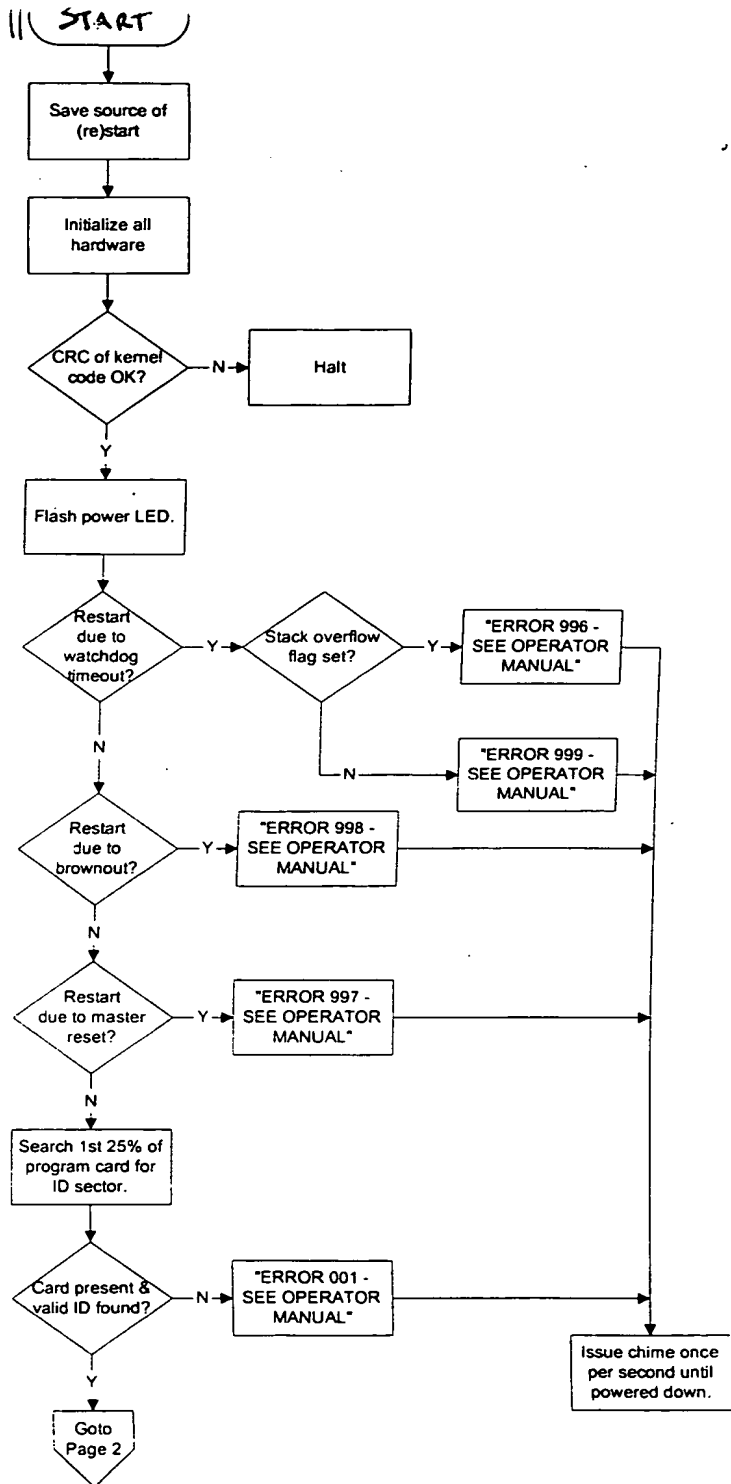 START
Save source of
(re)start
Initialize all
hardware
CRC of kernel
code OK?
N
Halt
Y
Flash power LED.
Restart
due to
watchdog
timeout?
Y
Stack overflow
flag set?
Y
"ERROR 996 -
SEE OPERATOR
MANUAL"
N
N
"ERROR 999 -
SEE OPERATOR
MANUAL"
Restart
due to
brownout?
Y
"ERROR 998 -
SEE OPERATOR
MANUAL"
N
Restart
due to master
reset?
Y
"ERROR 997 -
SEE OPERATOR
MANUAL"
N
Search 1st 25% of
program card for
ID sector.
Card present &
valid ID found?
N
"ERROR 001 -
SEE OPERATOR
MANUAL"
Issue chime once
per second until
powered down.
Y
Goto
Page 2